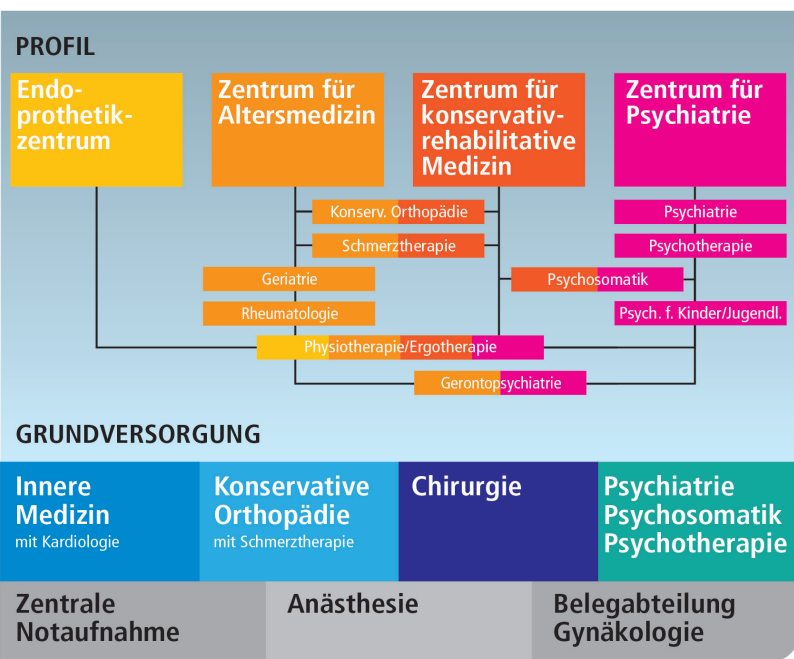 PROFIL
Endo-
prothetik-
zentrum
Zentrum für
Altersmedizin
Zentrum für
konservativ-
rehabilitative
Medizin
Zentrum für
Psychiatrie
Konserv. Orthopädie
Psychiatrie
Schmerztherapie
Psychotherapie
Geriatrie
Psychosomatik
Rheumatologie
Psych. f. Kinder/Jugendl.
Physiotherapie/Ergotherapie
Gerontopsychiatrie
GRUNDVERSORGUNG
Innere
Medizin
mit Kardiologie
Konservative
Orthopädie
mit Schmerztherapie
Chirurgie
Psychiatrie
Psychosomatik
Psychotherapie
Zentrale
Notaufnahme
Anästhesie
Belegabteilung
Gynäkologie